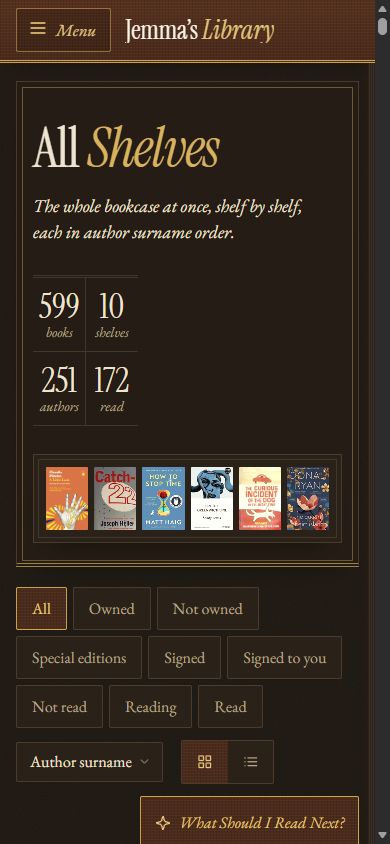 Menu
Jemma's Library
All Shelves
The whole bookcase at once, shelf by shelf,
each in author surname order.
599
books
10
shelves
251
authors
172
read
Catch-
22
Joseph Heller
HOW TO
STOP TIME
MATT HAIG
THE CURIOUS
INCIDENT
OF THE DOG
DONAL
RYAN
All
Owned
Not owned
Special editions
Signed
Signed to you
Not read
Reading
Read
Author surname
What Should I Read Next?